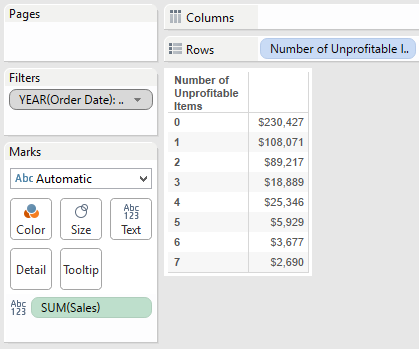 Pages
Columns
Rows
Number of Unprofitable I..
Filters
YEAR(Order Date): ..
Marks
Abc Automatic
Color
Size
Abc
123
Text
Detail
Tooltip
Abc
123
SUM(Sales)
Number of
Unprofitable
Items
0 $230,427
1 $108,071
2 $89,217
3 $18,889
4 $25,346
5 $5,929
6 $3,677
7 $2,690